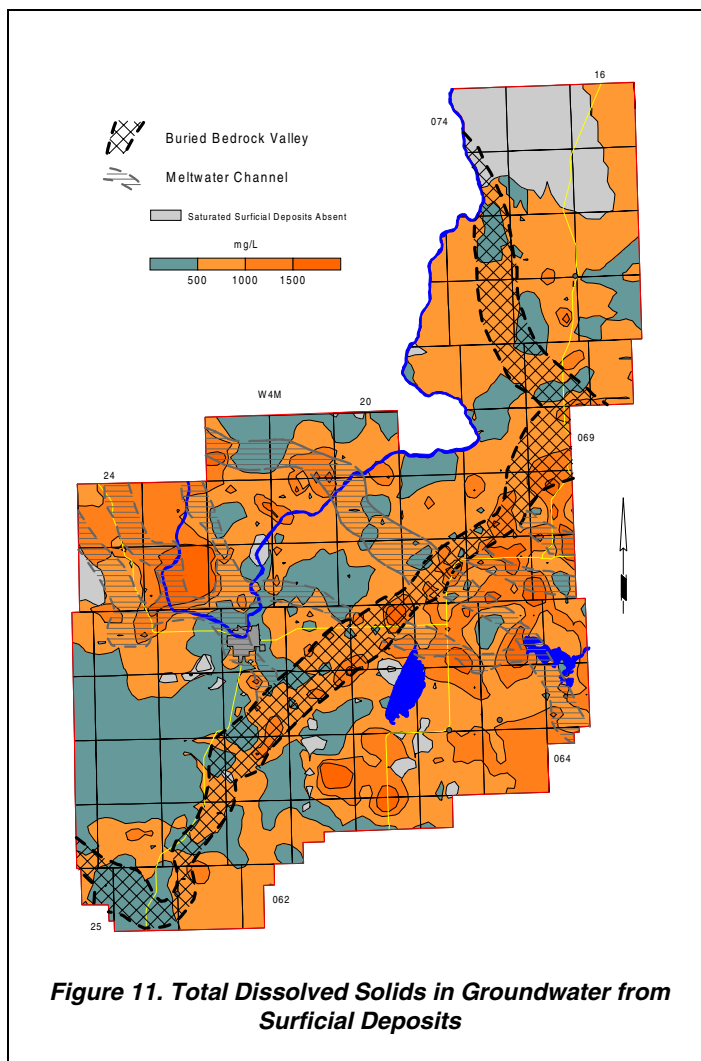 16
074
Buried Bedrock Valley
Meltwater Channel
Saturated Surficial Deposits Absent
mg/L
500 1000 1500
W4M
20
069
24
064
062
25
Figure 11. Total Dissolved Solids in Groundwater from
Surficial Deposits